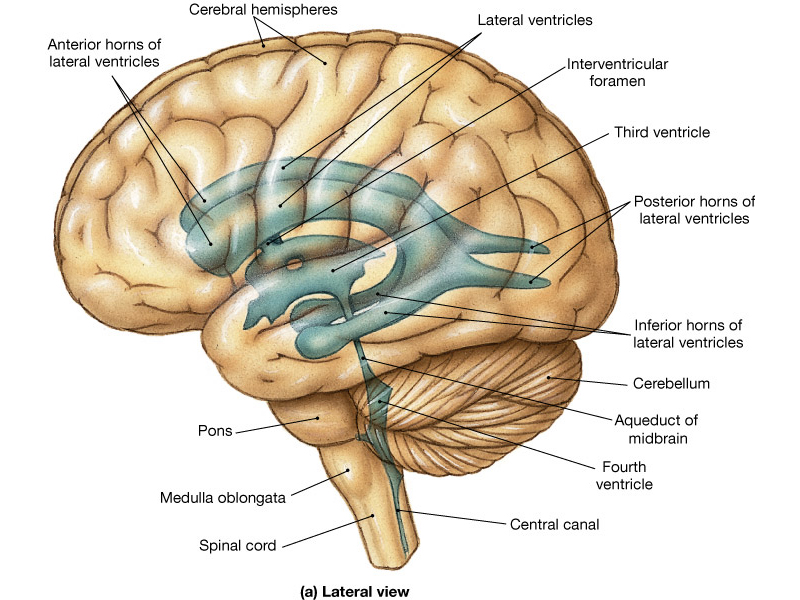 Cerebral hemispheres
Lateral ventricles
Anterior horns of
lateral ventricles
Interventricular
foramen
Third ventricle
Posterior horns of
lateral ventricles
Inferior horns of
lateral ventricles
Cerebellum
Aqueduct of
midbrain
Pons
Fourth
ventricle
Medulla oblongata
Central canal
Spinal cord
(a) Lateral view